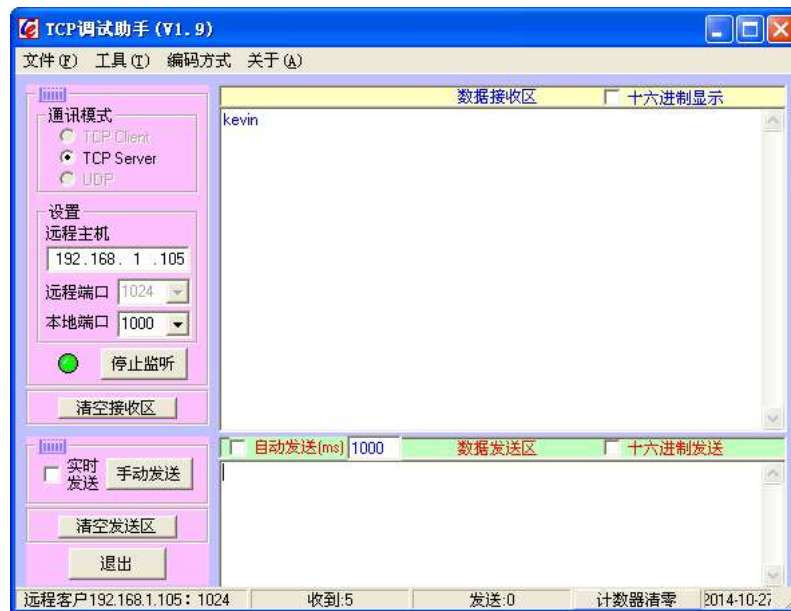 TCP调试助手(V1.9)
文件(F) 工具(T) 编码方式 关于(A)
通讯模式
TCP Client
TCP Server
UDP
设置
远程主机
192.168. 1 .105
远程端口 1024
本地端口 1000
停止监听
清空接收区
数据接收区 十六进制显示
kevin
实时发送 手动发送
清空发送区
退出
自动发送(ms) 1000 数据发送区 十六进制发送
远程客户192.168.1.105:1024 收到:5 发送:0 计数器清零 2014-10-27